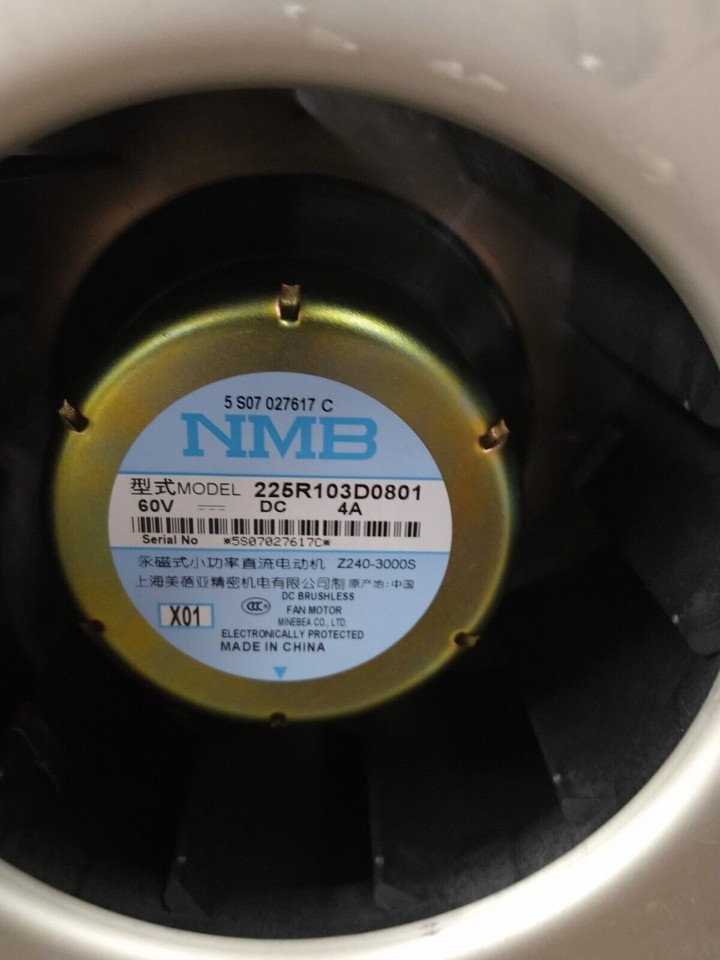 5 S07 027617 C
NMB
型式MODEL 225R103D0801
60V DC 4A
Serial No *5S07027617C*
永磁式小功率直流电动机 Z240-3000S
上海美蓓亚精密机电有限公司制 原产地:中国
DC BRUSHLESS
X01 CCC FAN MOTOR
MINEBEA CO., LTD.
ELECTRONICALLY PROTECTED
MADE IN CHINA